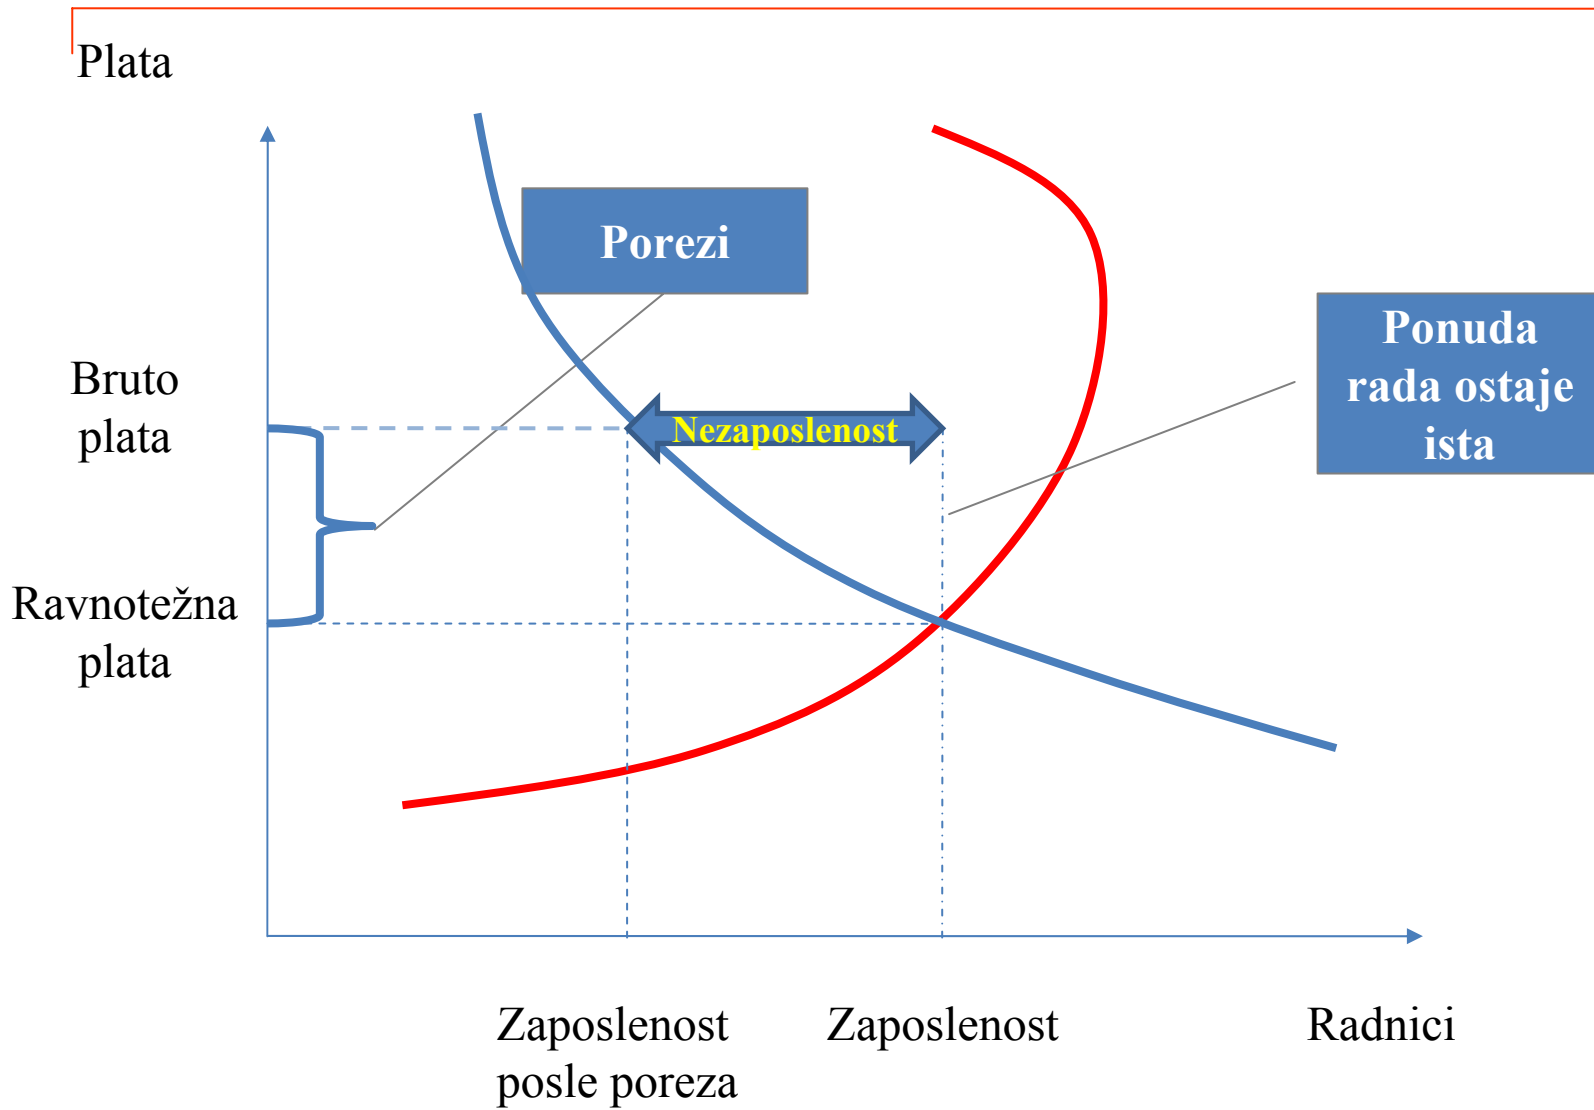 Plata
Porezi
Ponuda
rada ostaje
ista
Bruto
plata
Nezaposlenost
Ravnotežna
plata
Zaposlenost
posle poreza
Zaposlenost
Radnici